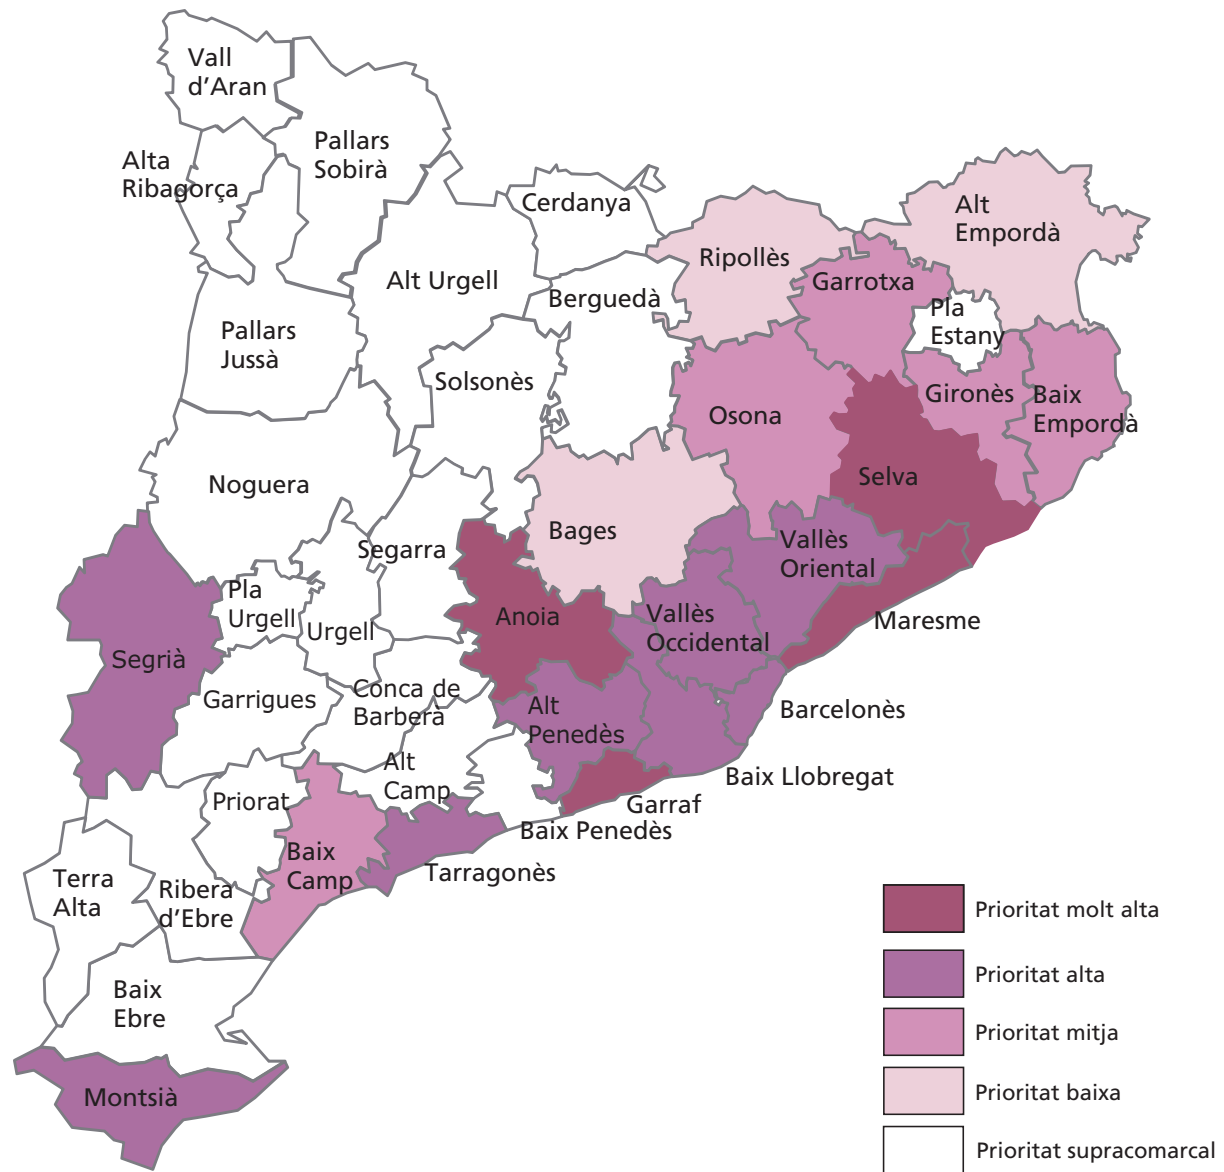 Vall
d'Aran
Pallars
Sobirà
Alta
Ribagorça
Cerdanya
Alt
Empordà
Ripollès
Garrotxa
Alt Urgell
Berguedà
Pla
Estany
Pallars
Jussà
Solsonès
Gironès
Baix
Empordà
Osona
Noguera
Selva
Bages
Segarra
Vallès
Oriental
Pla
Urgell
Urgell
Anoia
Vallès
Occidental
Maresme
Segrià
Garrigues
Conca de
Barberà
Alt
Penedès
Barcelonès
Alt
Camp
Baix Llobregat
Priorat
Garraf
Baix Penedès
Baix
Camp
Tarragonès
Terra
Alta
Ribera
d'Ebre
Baix
Ebre
Montsià
Prioritat molt alta
Prioritat alta
Prioritat mitja
Prioritat baixa
Prioritat supracomarcal